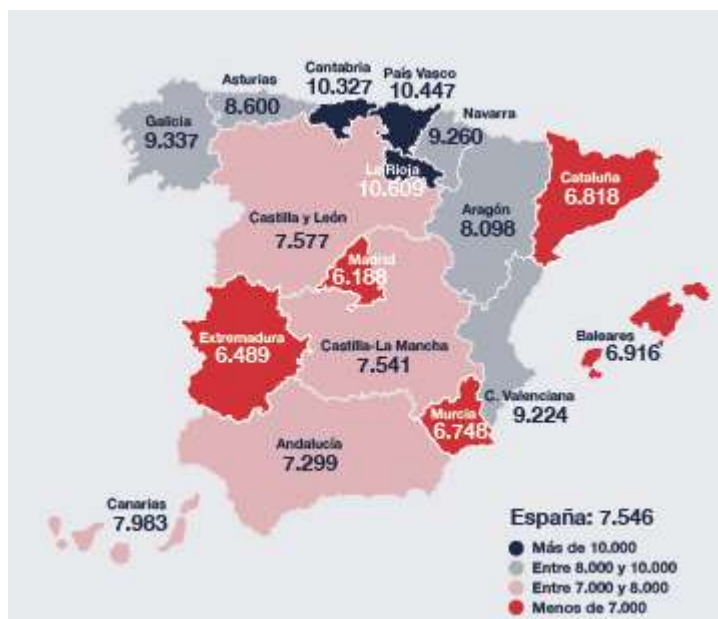 Cantabria
10.327
País Vasco
10.447
Asturias
8.600
Navarra
9.260
Galicia
9.337
La Rioja
10.609
Cataluña
6.818
Aragón
8.098
Castilla y León
7.577
Madrid
6.188
Extremadura
6.489
Castilla-La Mancha
7.541
Baleares
6.916
C. Valenciana
9.224
Murcia
6.748
Andalucía
7.299
Canarias
7.983
España: 7.546
Más de 10.000
Entre 8.000 y 10.000
Entre 7.000 y 8.000
Menos de 7.000